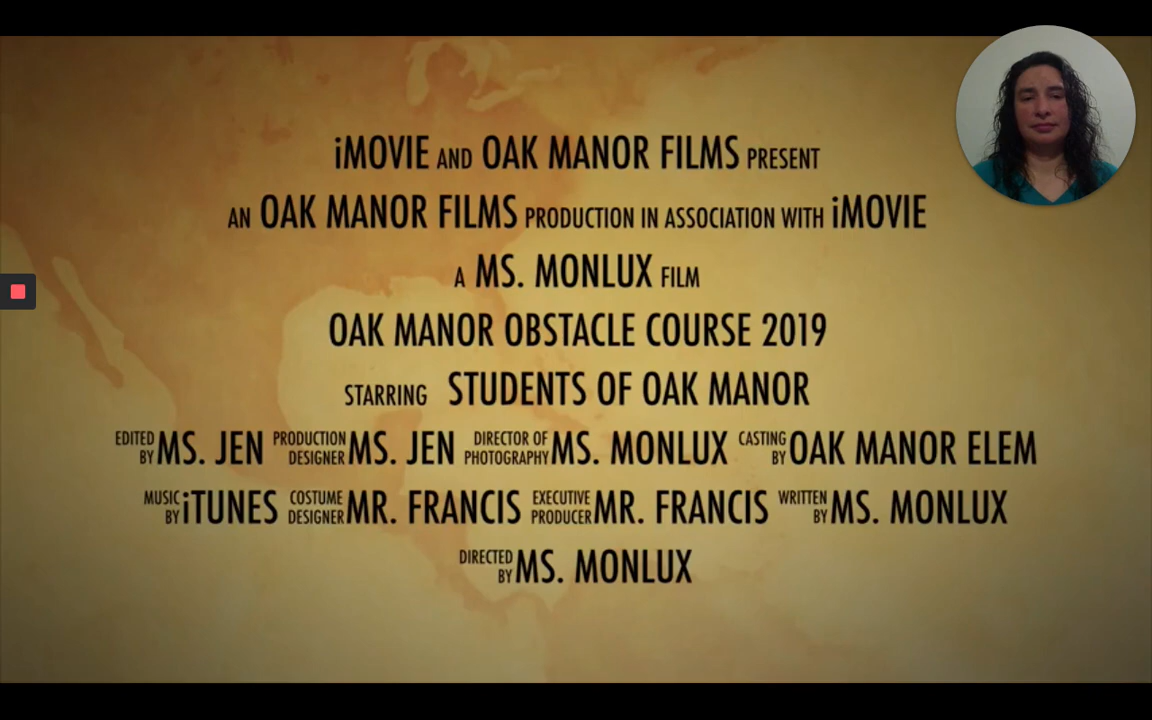 iMOVIE AND OAK MANOR FILMS PRESENT
AN OAK MANOR FILMS PRODUCTION IN ASSOCIATION WITH iMOVIE
A MS. MONLUX FILM
OAK MANOR OBSTACLE COURSE 2019
STARRING STUDENTS OF OAK MANOR
EDITED BY MS. JEN PRODUCTION DESIGNER MS. JEN DIRECTOR OF PHOTOGRAPHY MS. MONLUX CASTING BY OAK MANOR ELEM
MUSIC BY iTUNES COSTUME DESIGNER MR. FRANCIS EXECUTIVE PRODUCER MR. FRANCIS WRITTEN BY MS. MONLUX
DIRECTED BY MS. MONLUX